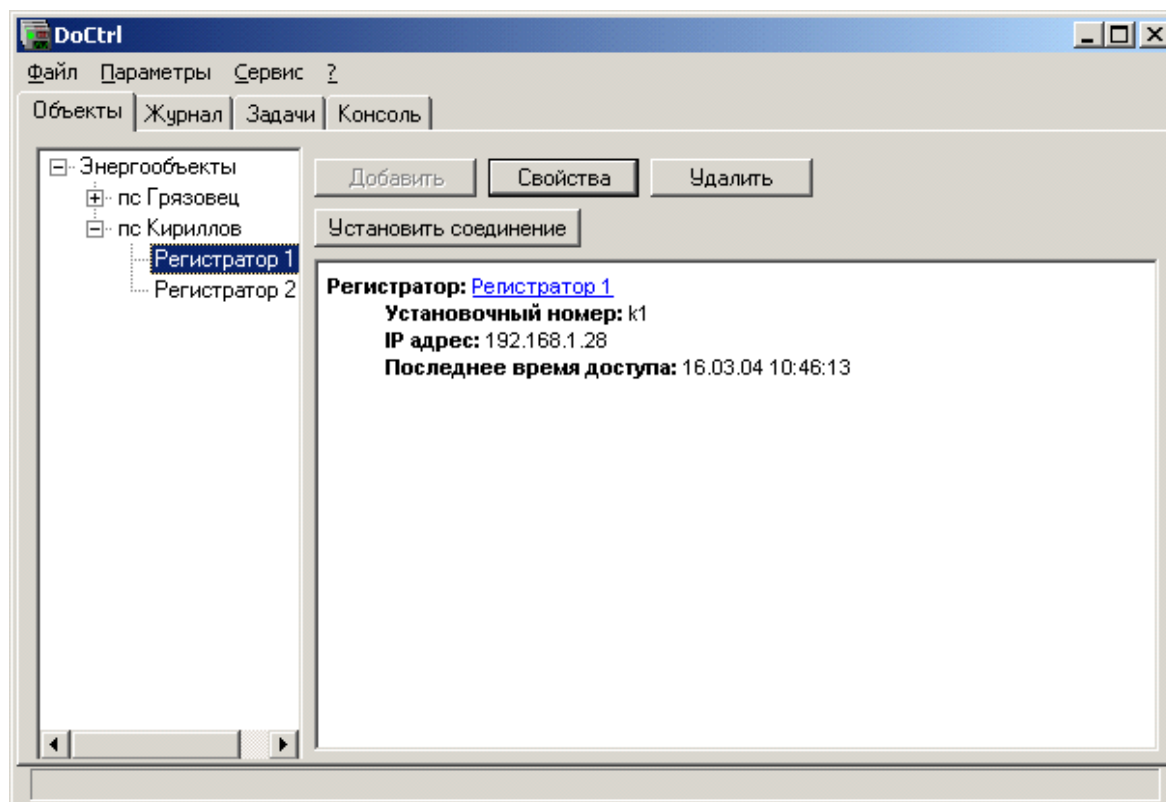 DoCtrl
Файл Параметры Сервис ?
Объекты Журнал Задачи Консоль
Энергообъекты
пс Грязовец
пс Кириллов
Регистратор 1
Регистратор 2
Добавить Свойства Удалить
Установить соединение
Регистратор: Регистратор 1
Установочный номер: k1
IP адрес: 192.168.1.28
Последнее время доступа: 16.03.04 10:46:13